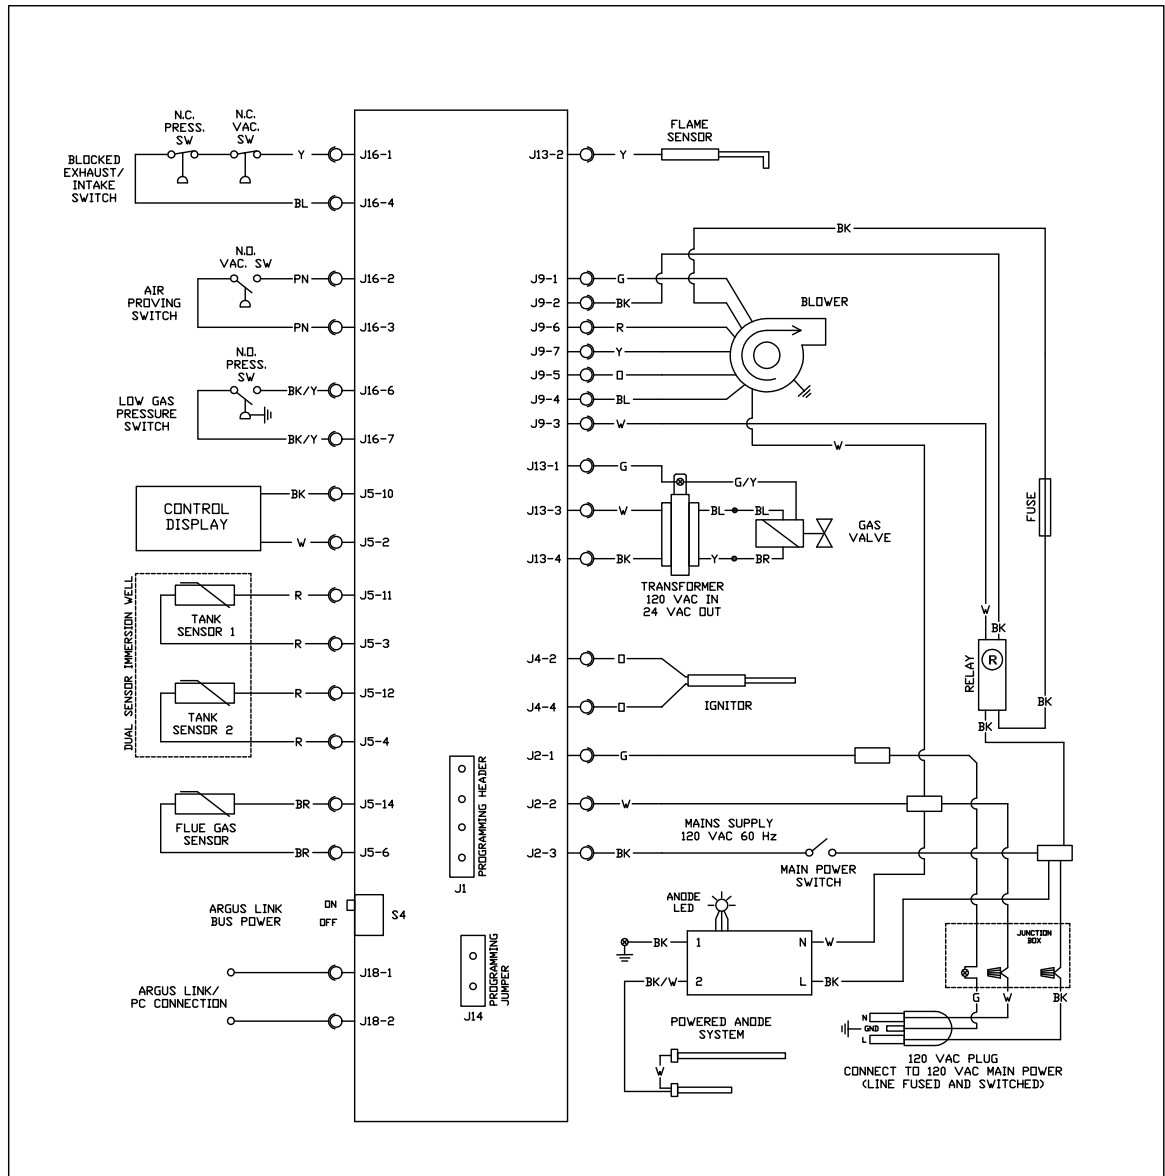 N.C.
PRESS.
SW
N.C.
VAC.
SW
BLOCKED
EXHAUST/
INTAKE
SWITCH
Y
J16-1
BL
J16-4
N.O.
VAC. SW
AIR
PROVING
SWITCH
PN
J16-2
PN
J16-3
N.O.
PRESS.
SW
LOW GAS
PRESSURE
SWITCH
BK/Y
J16-6
BK/Y
J16-7
CONTROL
DISPLAY
BK
J5-10
W
J5-2
DUAL SENSOR IMMERSION WELL
TANK
SENSOR 1
R
J5-11
R
J5-3
TANK
SENSOR 2
R
J5-12
R
J5-4
FLUE GAS
SENSOR
BR
J5-14
BR
J5-6
ARGUS LINK
BUS POWER
ON
OFF
S4
ARGUS LINK/
PC CONNECTION
J18-1
J18-2
PROGRAMMING HEADER
J1
PROGRAMMING
JUMPER
J14
FLAME
SENSOR
J13-2
Y
BK
J9-1
G
J9-2
BK
J9-6
R
J9-7
Y
J9-5
O
J9-4
BL
J9-3
W
BLOWER
W
FUSE
J13-1
G
G/Y
J13-3
W
BL
BL
J13-4
BK
Y
BR
GAS
VALVE
TRANSFORMER
120 VAC IN
24 VAC OUT
W
BK
RELAY
R
BK
BK
J4-2
O
J4-4
O
IGNITOR
J2-1
G
J2-2
W
MAINS SUPPLY
120 VAC 60 Hz
J2-3
BK
MAIN POWER
SWITCH
ANODE
LED
BK
1
N
W
BK/W
2
L
BK
JUNCTION
BOX
G
W
BK
POWERED ANODE
SYSTEM
W
N
GND
L
120 VAC PLUG
CONNECT TO 120 VAC MAIN POWER
(LINE FUSED AND SWITCHED)